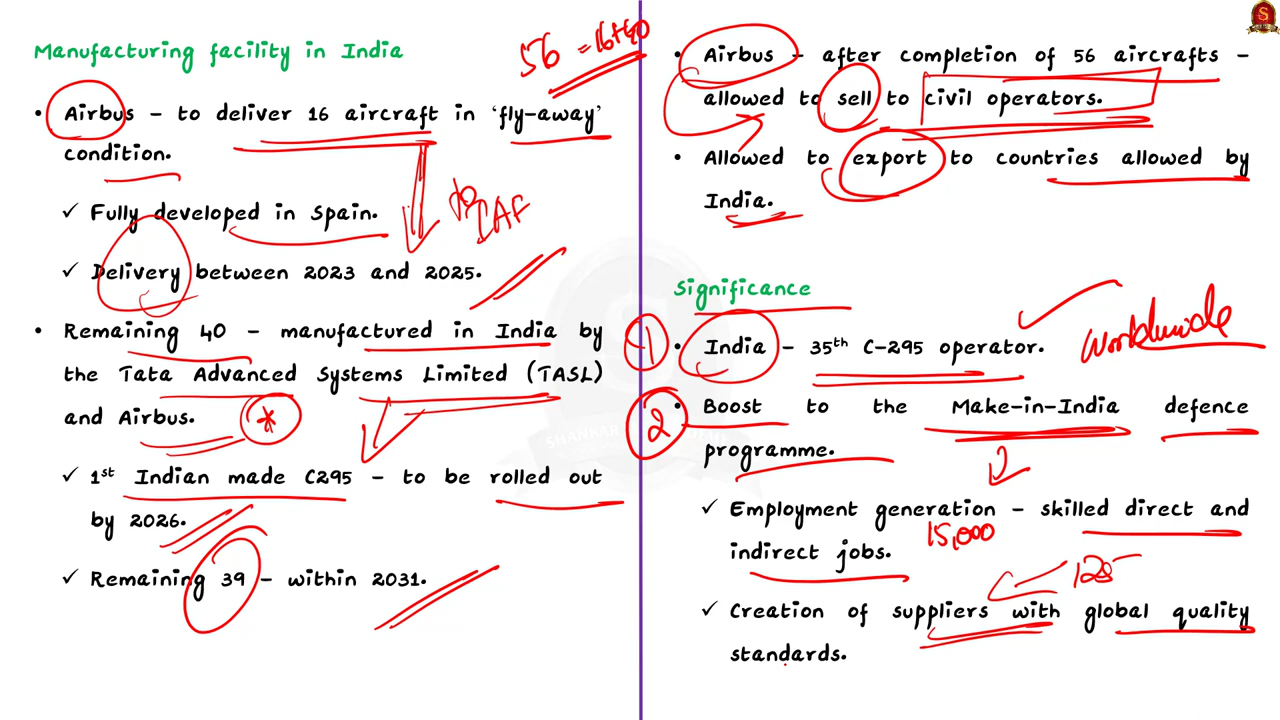 Manufacturing facility in India
56 = 16+40
• Airbus – to deliver 16 aircraft in ‘fly-away’
condition.
✓ Fully developed in Spain.
to IAF
✓ Delivery between 2023 and 2025.
• Remaining 40 – manufactured in India by
the Tata Advanced Systems Limited (TASL)
and Airbus. *
✓ 1st Indian made C295 – to be rolled out
by 2026.
✓ Remaining 39 – within 2031.
• Airbus – after completion of 56 aircrafts –
allowed to sell to civil operators.
• Allowed to export to countries allowed by
India.
Significance
1
• India – 35th C-295 operator.
Worldwide
2
• Boost to the Make-in-India defence
programme.
✓ Employment generation – skilled direct and
indirect jobs.
15,000
125
✓ Creation of suppliers with global quality
standards.